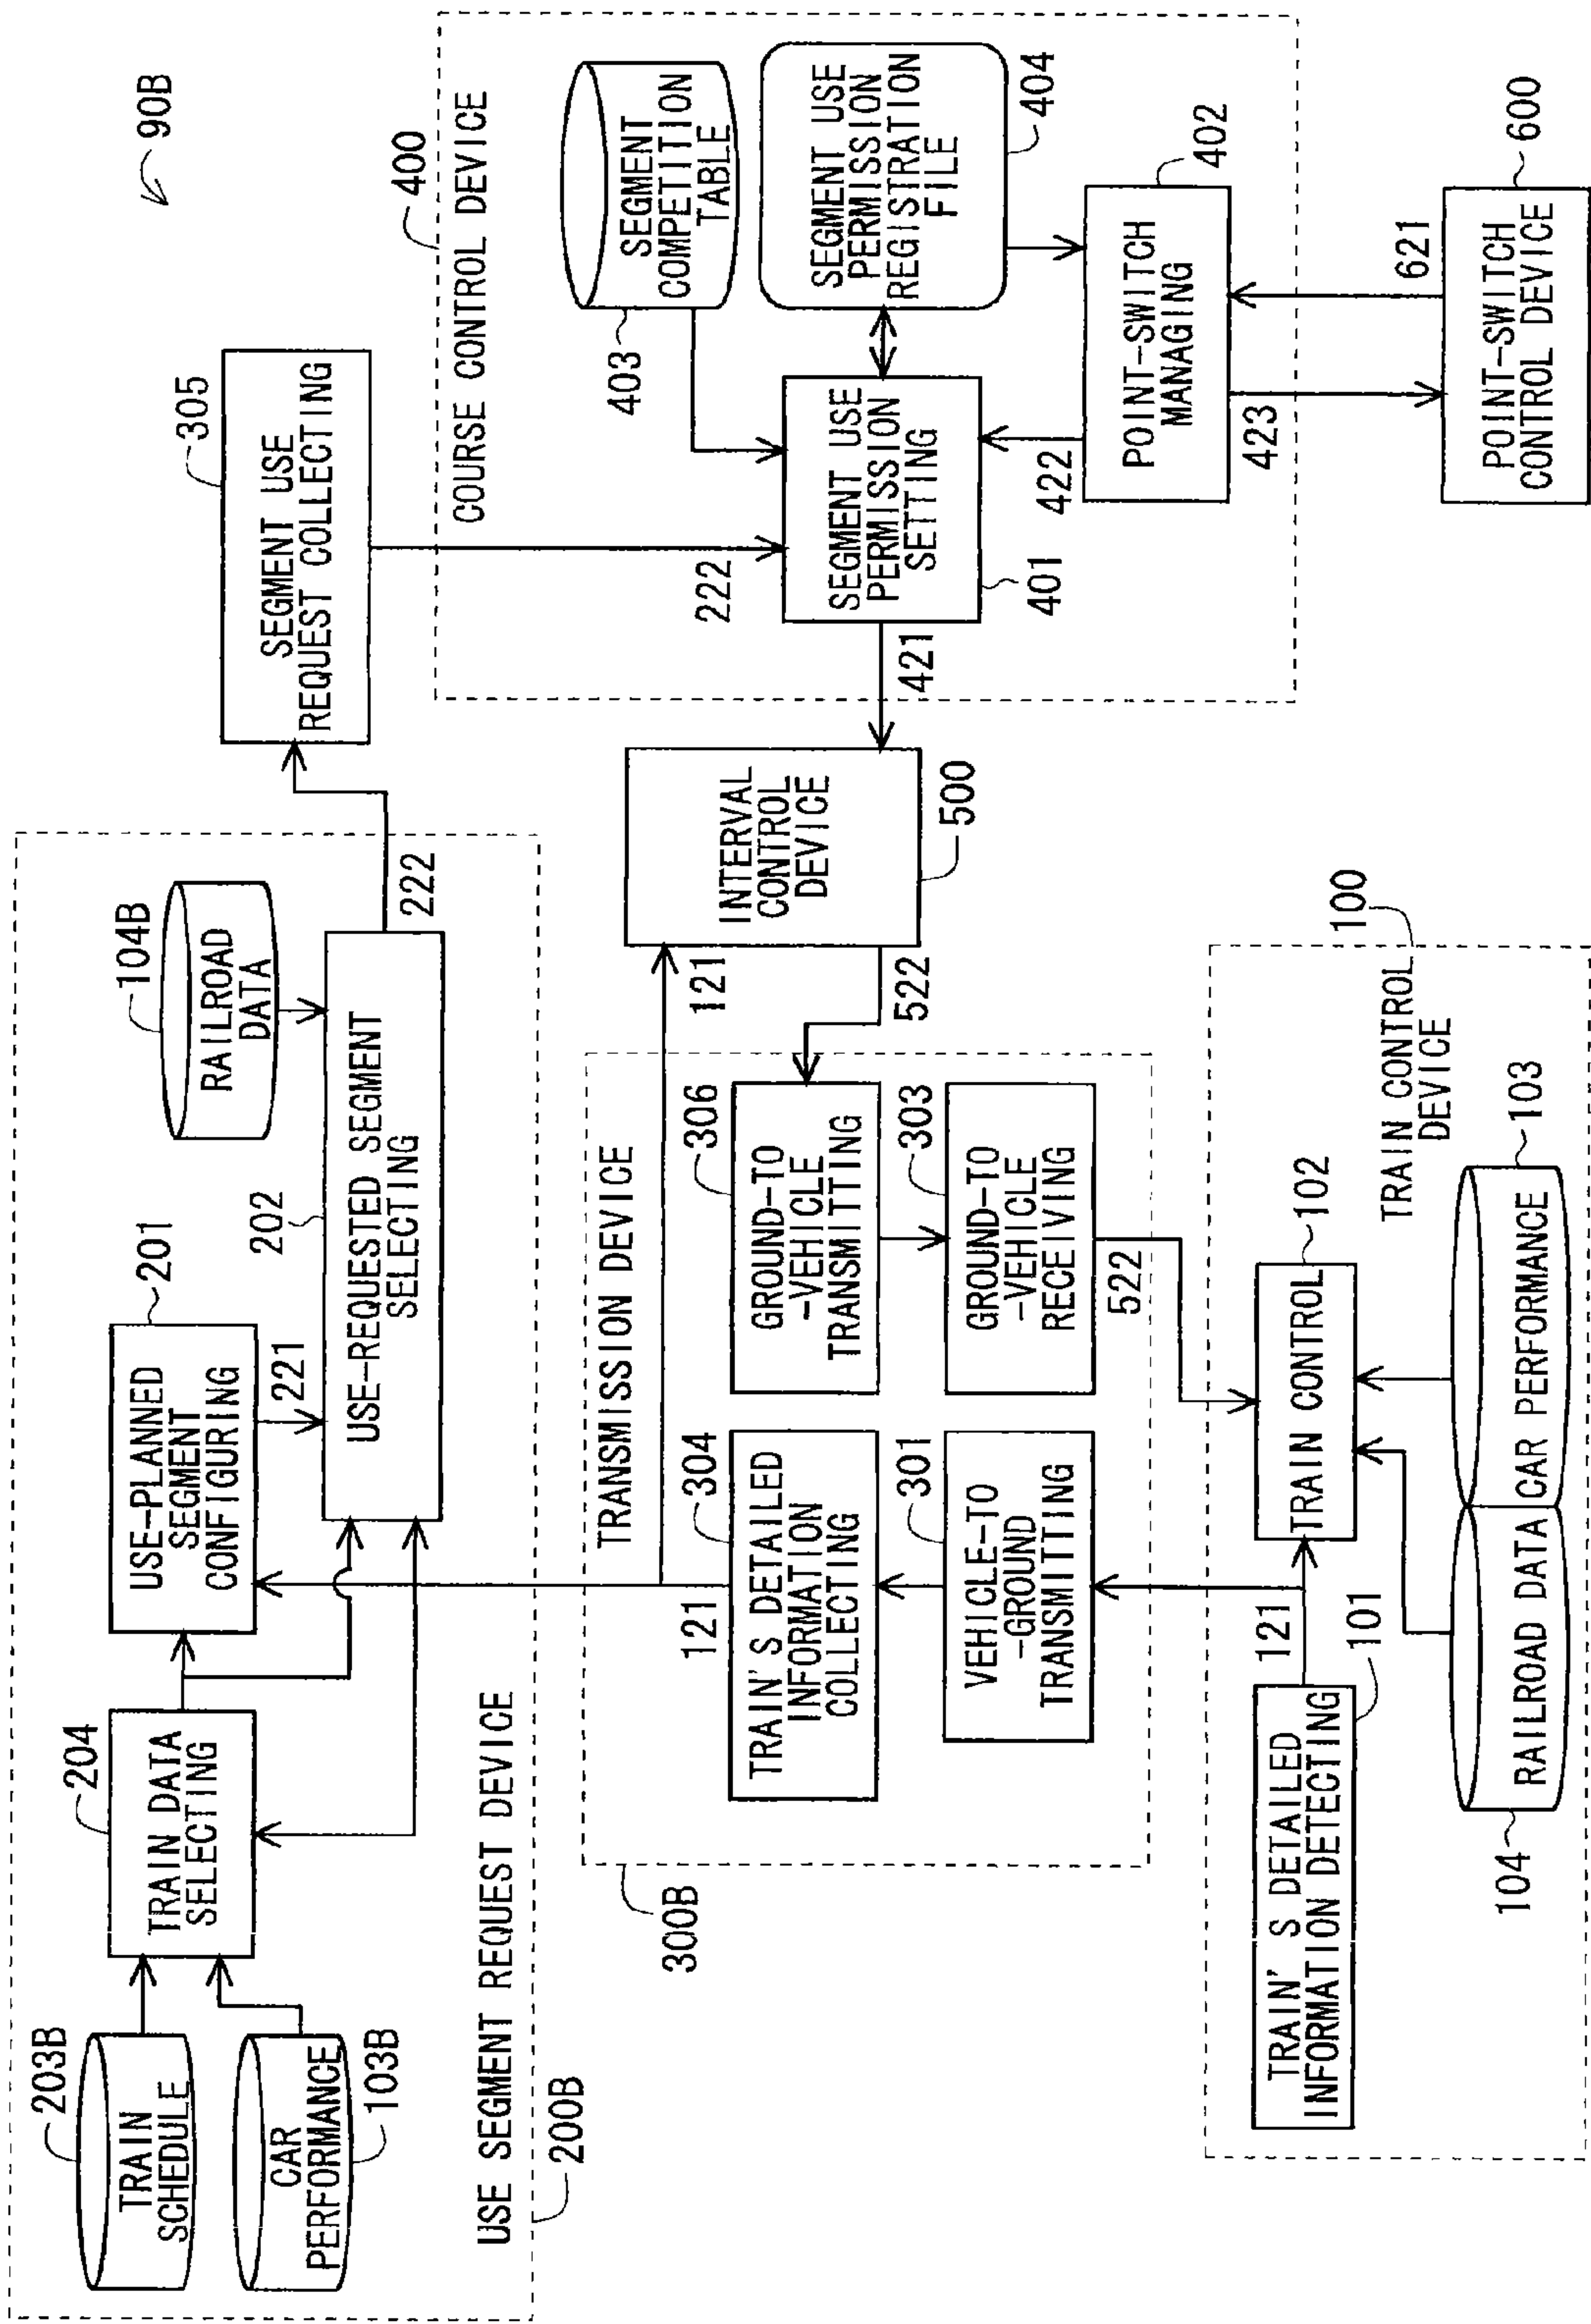 90B
203B
TRAIN
SCHEDULE
CAR
PERFORMANCE
103B
204
TRAIN DATA
SELECTING
201
USE-PLANNED
SEGMENT
CONFIGURING
221
202
USE-REQUESTED SEGMENT
SELECTING
104B
RAILROAD
DATA
222
USE SEGMENT REQUEST DEVICE
200B
305
SEGMENT USE
REQUEST COLLECTING
400
COURSE CONTROL DEVICE
222
403
SEGMENT
COMPETITION
TABLE
SEGMENT USE
PERMISSION
REGISTRATION
FILE
404
SEGMENT USE
PERMISSION
SETTING
401
421
422
POINT-SWITCH
MANAGING
402
423
621
POINT-SWITCH
CONTROL DEVICE
600
INTERVAL
CONTROL
DEVICE
500
121
522
TRANSMISSION DEVICE
300B
121
TRAIN'S DETAILED
INFORMATION
COLLECTING
304
VEHICLE-TO
-GROUND
TRANSMITTING
301
306
GROUND-TO
-VEHICLE
TRANSMITTING
303
GROUND-TO
-VEHICLE
RECEIVING
522
100
TRAIN CONTROL
DEVICE
121
TRAIN'S DETAILED
INFORMATION DETECTING
101
TRAIN CONTROL
102
104
RAILROAD DATA
CAR PERFORMANCE
103